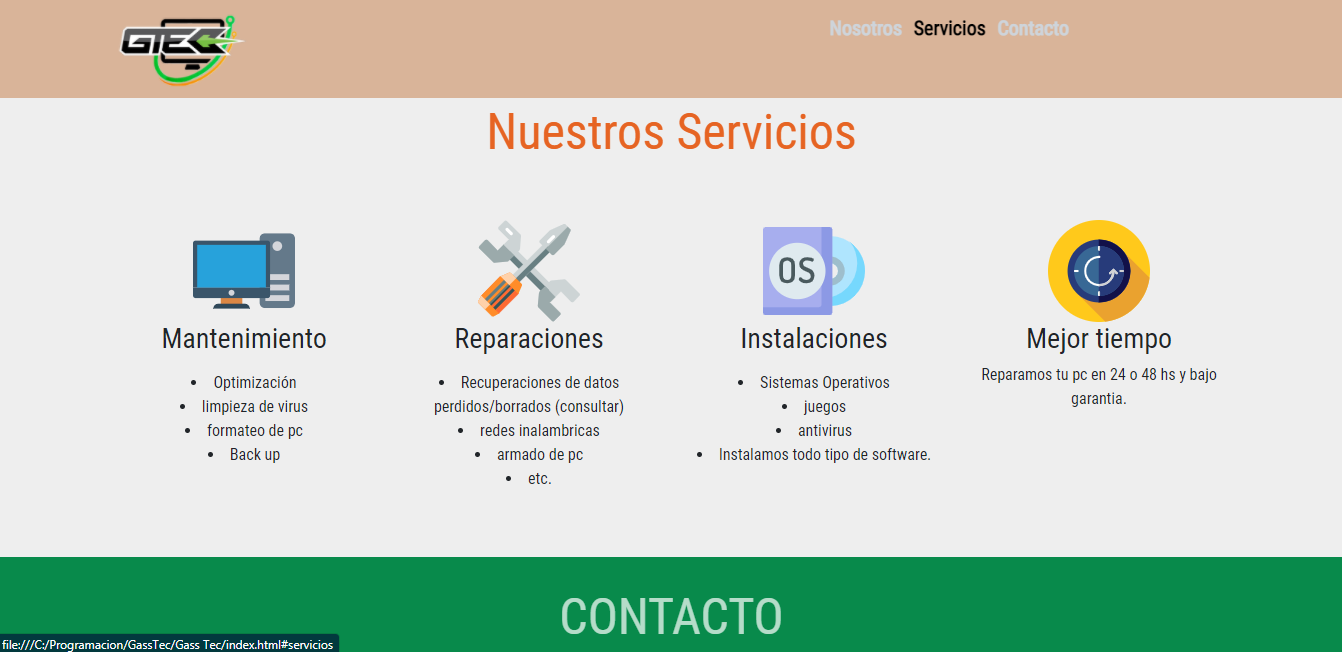 GTEC
Nosotros Servicios Contacto
Nuestros Servicios
OS
Mantenimiento
Optimización
limpieza de virus
formateo de pc
Back up
Reparaciones
Recuperaciones de datos
perdidos/borrados (consultar)
redes inalambricas
armado de pc
etc.
Instalaciones
Sistemas Operativos
juegos
antivirus
Instalamos todo tipo de software.
Mejor tiempo
Reparamos tu pc en 24 o 48 hs y bajo
garantia.
CONTACTO
file:///C:/Programacion/GassTec/Gass Tec/index.html#servicios